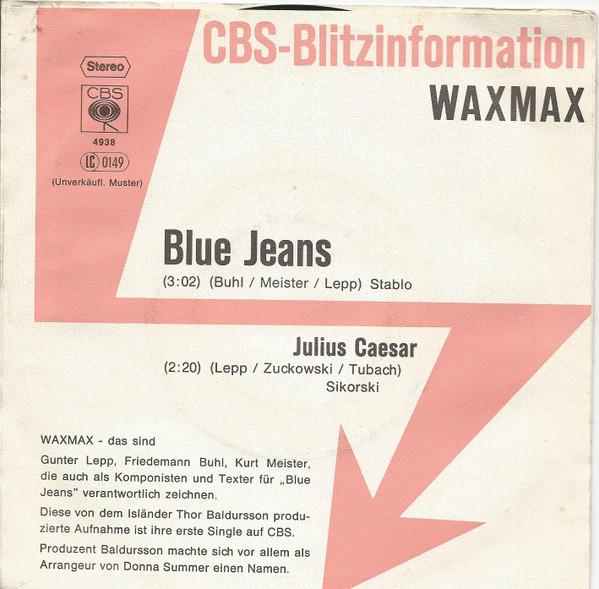 CBS-Blitzinformation
WAXMAX
Stereo
CBS
4938
LC 0149
(Unverkäufl. Muster)
Blue Jeans
(3:02) (Buhl / Meister / Lepp) Stablo
Julius Caesar
(2:20) (Lepp / Zuckowski / Tubach)
Sikorski
WAXMAX - das sind
Gunter Lepp, Friedemann Buhl, Kurt Meister,
die auch als Komponisten und Texter für „Blue
Jeans" verantwortlich zeichnen.
Diese von dem Isländer Thor Baldursson produ-
zierte Aufnahme ist ihre erste Single auf CBS.
Produzent Baldursson machte sich vor allem als
Arrangeur von Donna Summer einen Namen.